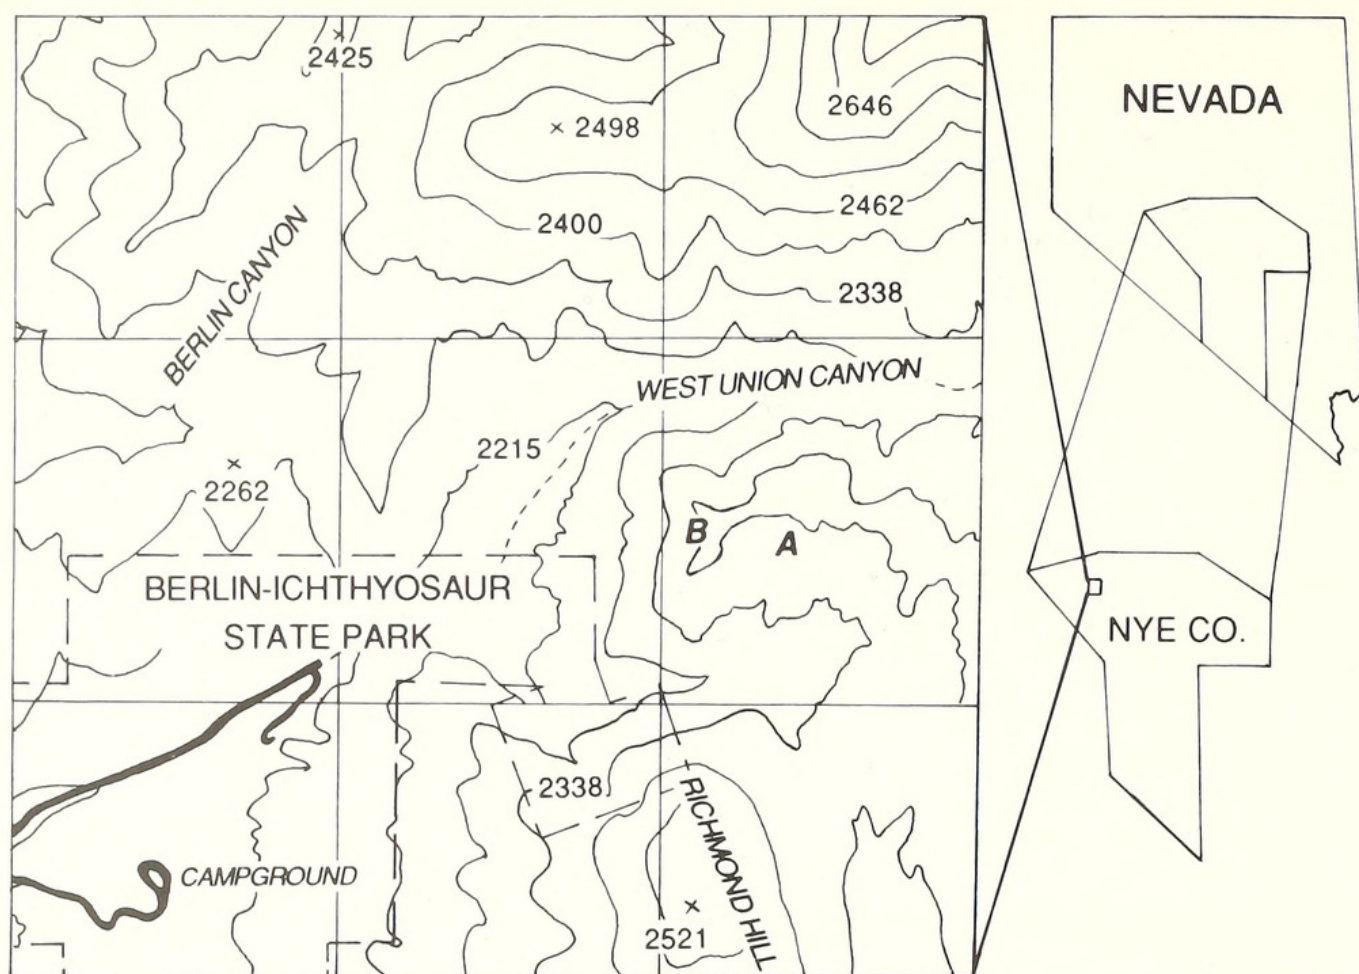 2425
NEVADA
2646
2498
2462
2400
2338
BERLIN CANYON
WEST UNION CANYON
2215
2262
B
A
BERLIN-ICHTHYOSAUR
STATE PARK
NYE CO.
2338
RICHMOND HILL
CAMPGROUND
2521